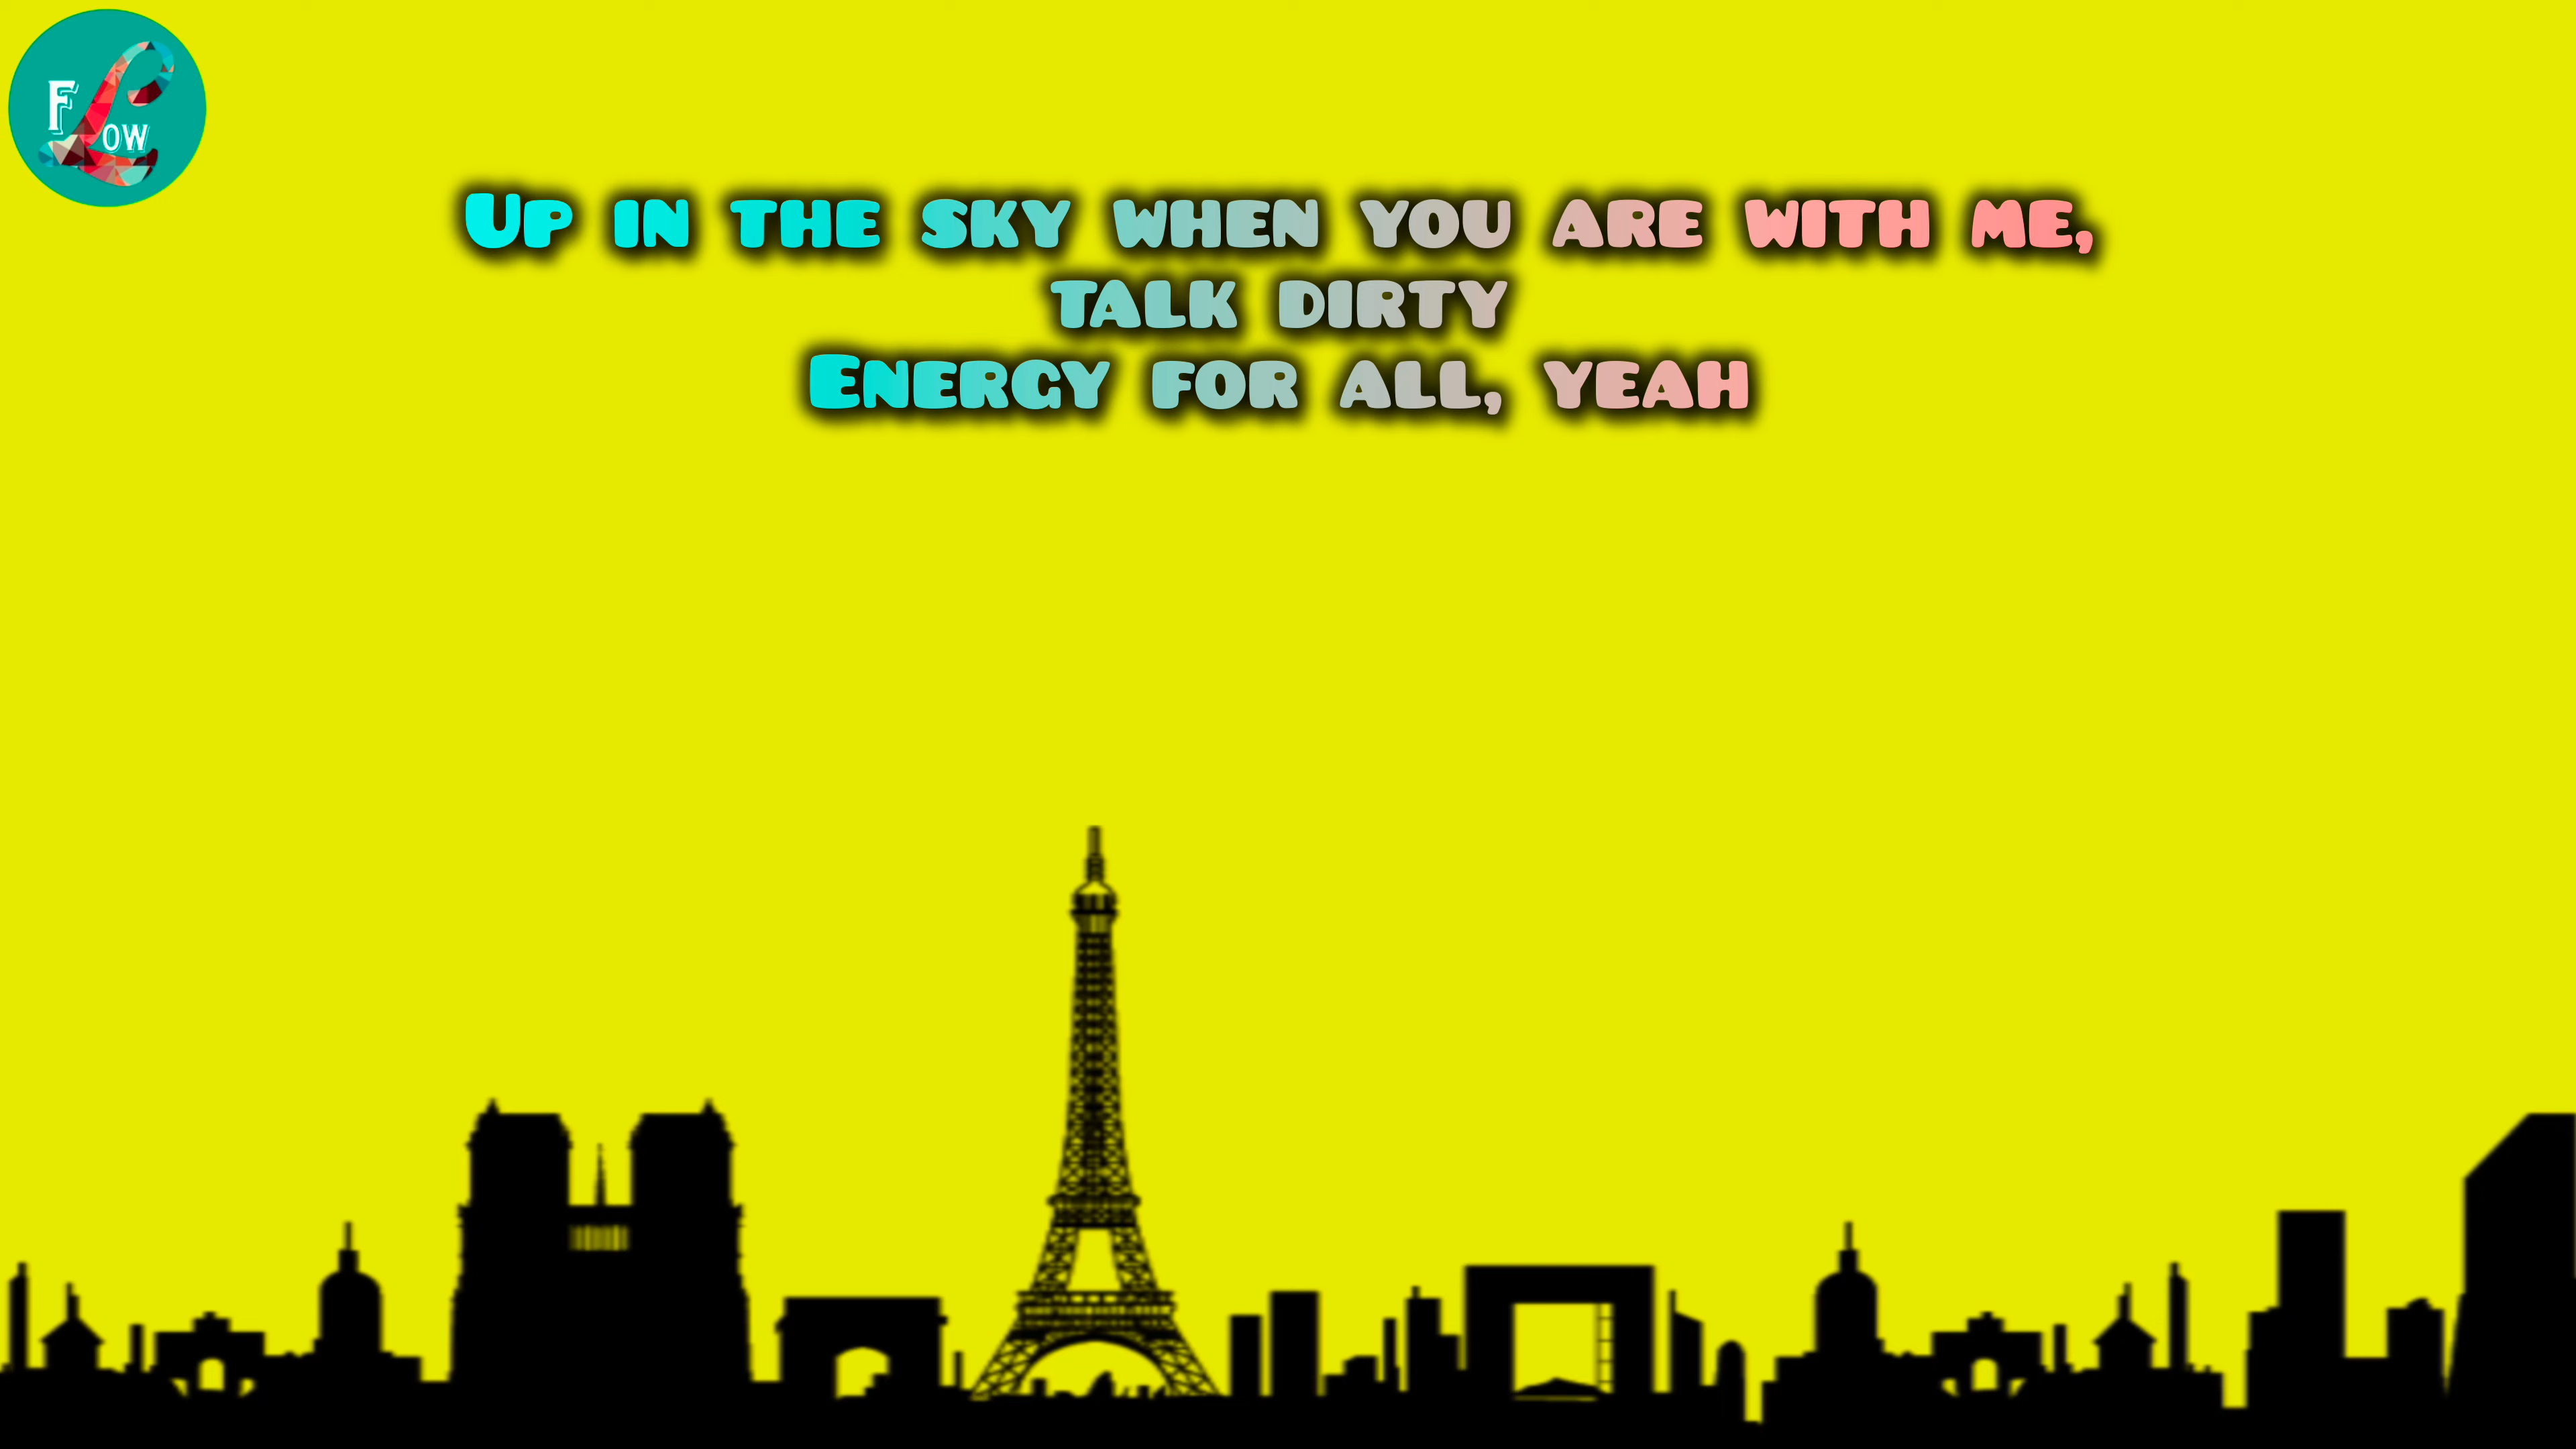 FLOW
Up in the sky when you are with me,
talk dirty
Energy for all, yeah